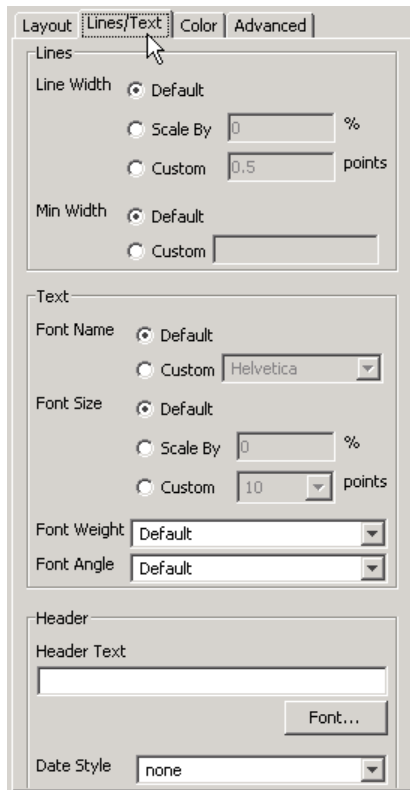 Layout Lines/Text Color Advanced
Lines
Line Width Default
Scale By 0 %
Custom 0.5 points
Min Width Default
Custom
Text
Font Name Default
Custom Helvetica
Font Size Default
Scale By 0 %
Custom 10 points
Font Weight Default
Font Angle Default
Header
Header Text
Font...
Date Style none